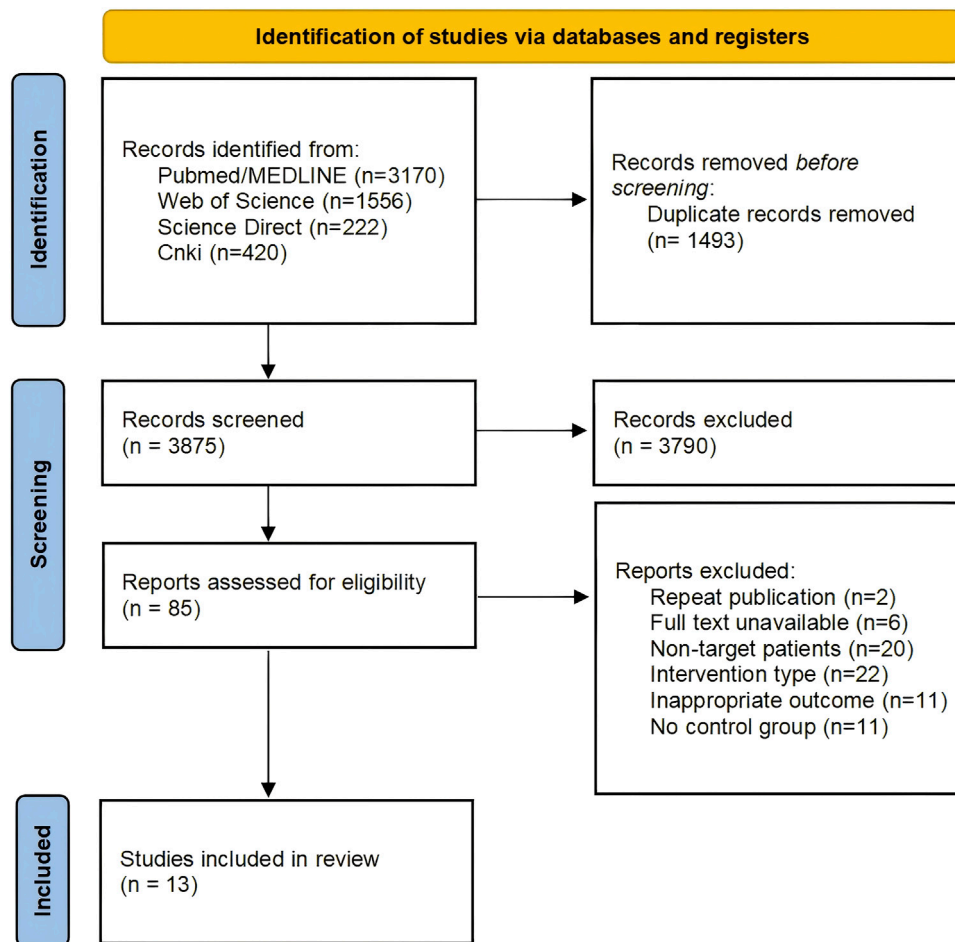 Identification of studies via databases and registers
Identification
Records identified from:
Pubmed/MEDLINE (n=3170)
Web of Science (n=1556)
Science Direct (n=222)
Cnki (n=420)
Records removed before
screening:
Duplicate records removed
(n= 1493)
Screening
Records screened
(n = 3875)
Records excluded
(n = 3790)
Reports assessed for eligibility
(n = 85)
Reports excluded:
Repeat publication (n=2)
Full text unavailable (n=6)
Non-target patients (n=20)
Intervention type (n=22)
Inappropriate outcome (n=11)
No control group (n=11)
Included
Studies included in review
(n = 13)